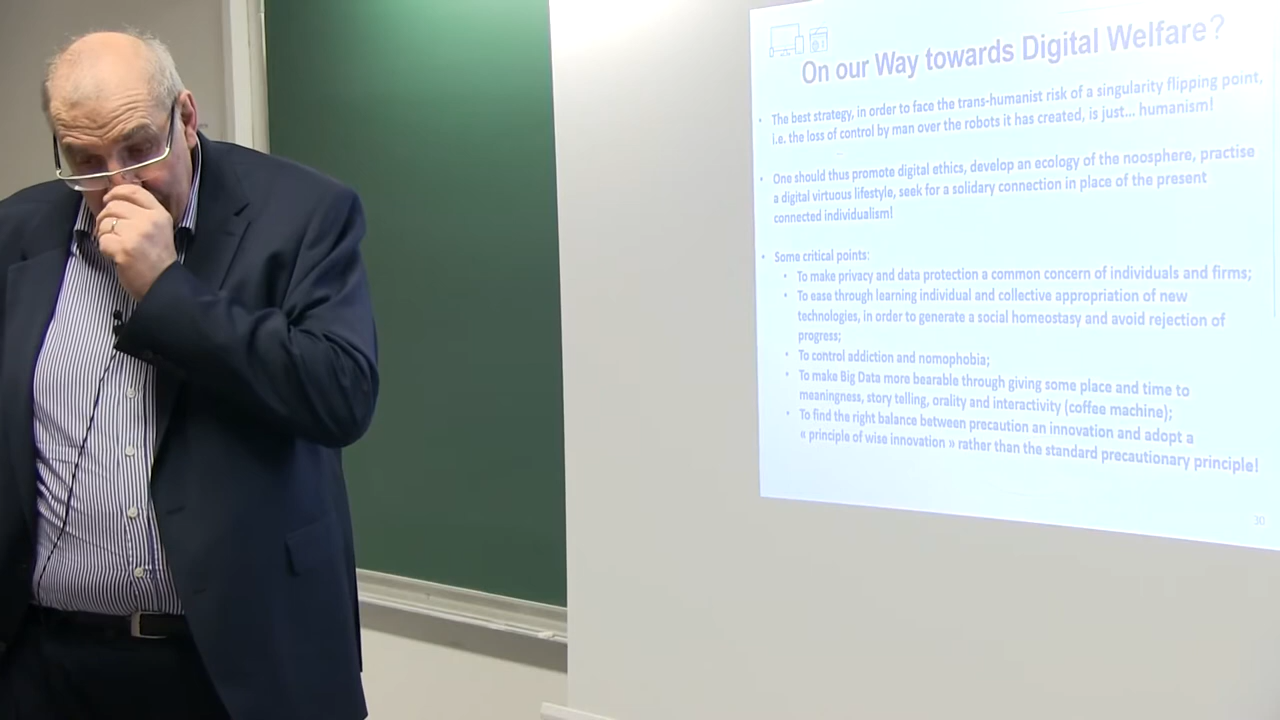 On our Way towards Digital Welfare?
• The best strategy, in order to face the trans-humanist risk of a singularity flipping point,
i.e. the loss of control by man over the robots it has created, is just... humanism!
• One should thus promote digital ethics, develop an ecology of the noosphere, practise
a digital virtuous lifestyle, seek for a solidary connection in place of the present
connected individualism!
• Some critical points:
• To make privacy and data protection a common concern of individuals and firms;
• To ease through learning individual and collective appropriation of new
technologies, in order to generate a social homeostasy and avoid rejection of
progress;
• To control addiction and nomophobia;
• To make Big Data more bearable through giving some place and time to
meaningness, story telling, orality and interactivity (coffee machine);
• To find the right balance between precaution an innovation and adopt a
« principle of wise innovation » rather than the standard precautionary principle!
30